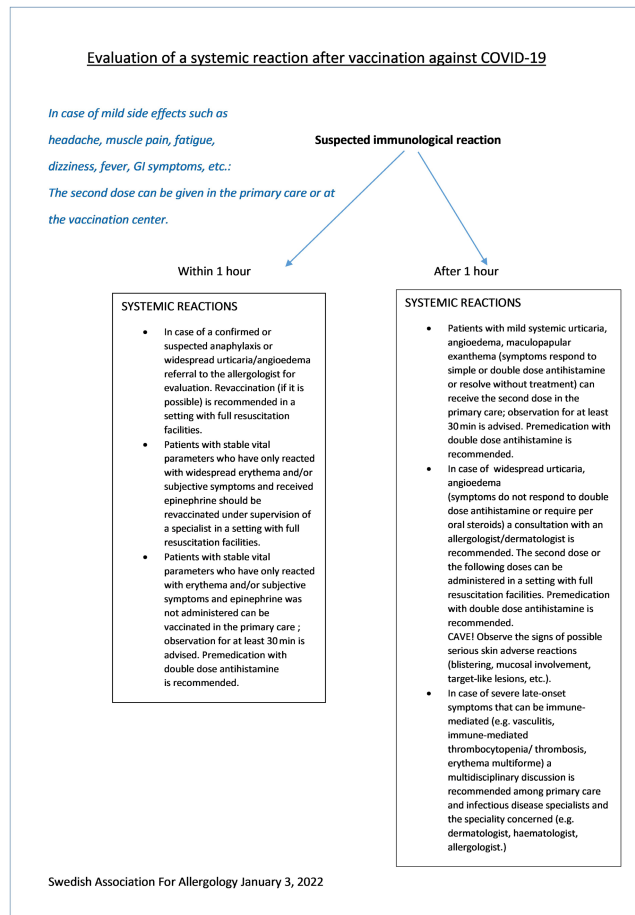 Evaluation of a systemic reaction after vaccination against COVID-19
In case of mild side effects such as
headache, muscle pain, fatigue,
dizziness, fever, GI symptoms, etc.:
The second dose can be given in the primary care or at
the vaccination center.
Suspected immunological reaction
Within 1 hour
SYSTEMIC REACTIONS
• In case of a confirmed or
suspected anaphylaxis or
widespread urticaria/angioedema
referral to the allergologist for
evaluation. Revaccination (if it is
possible) is recommended in a
setting with full resuscitation
facilities.
• Patients with stable vital
parameters who have only reacted
with widespread erythema and/or
subjective symptoms and received
epinephrine should be
revaccinated under supervision of
a specialist in a setting with full
resuscitation facilities.
• Patients with stable vital
parameters who have only reacted
with erythema and/or subjective
symptoms and epinephrine was
not administered can be
vaccinated in the primary care ;
observation for at least 30 min is
advised. Premedication with
double dose antihistamine
is recommended.
After 1 hour
SYSTEMIC REACTIONS
• Patients with mild systemic urticaria,
angioedema, maculopapular
exanthema (symptoms respond to
simple or double dose antihistamine
or resolve without treatment) can
receive the second dose in the
primary care; observation for at least
30 min is advised. Premedication with
double dose antihistamine is
recommended.
• In case of widespread urticaria,
angioedema
(symptoms do not respond to double
dose antihistamine or require per
oral steroids) a consultation with an
allergologist/dermatologist is
recommended. The second dose or
the following doses can be
administered in a setting with full
resuscitation facilities. Premedication
with double dose antihistamine is
recommended.
CAVE! Observe the signs of possible
serious skin adverse reactions
(blistering, mucosal involvement,
target-like lesions, etc.).
• In case of severe late-onset
symptoms that can be immune-
mediated (e.g. vasculitis,
immune-mediated
thrombocytopenia/ thrombosis,
erythema multiforme) a
multidisciplinary discussion is
recommended among primary care
and infectious disease specialists and
the speciality concerned (e.g.
dermatologist, haematologist,
allergologist.)
Swedish Association For Allergology January 3, 2022